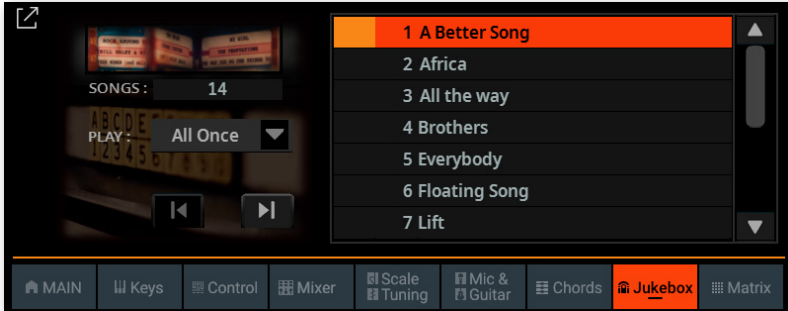 SONGS :
14
PLAY :
All Once
1 A Better Song
2 Africa
3 All the way
4 Brothers
5 Everybody
6 Floating Song
7 Lift
MAIN
Keys
Control
Mixer
Scale
Tuning
Mic &
Guitar
Chords
Jukebox
Matrix